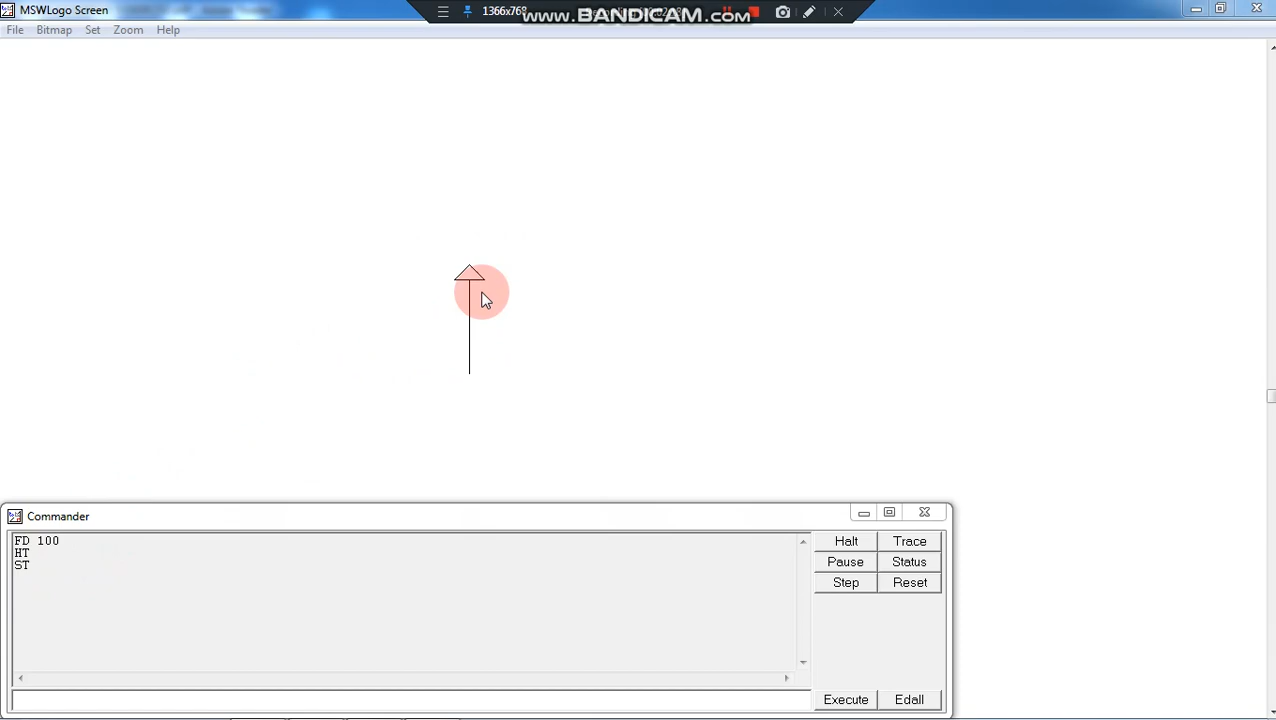 MSWLogo Screen
1366x768
www.BANDICAM.com
File Bitmap Set Zoom Help
Commander
FD 100
HT
ST
Halt Trace
Pause Status
Step Reset
Execute Edall